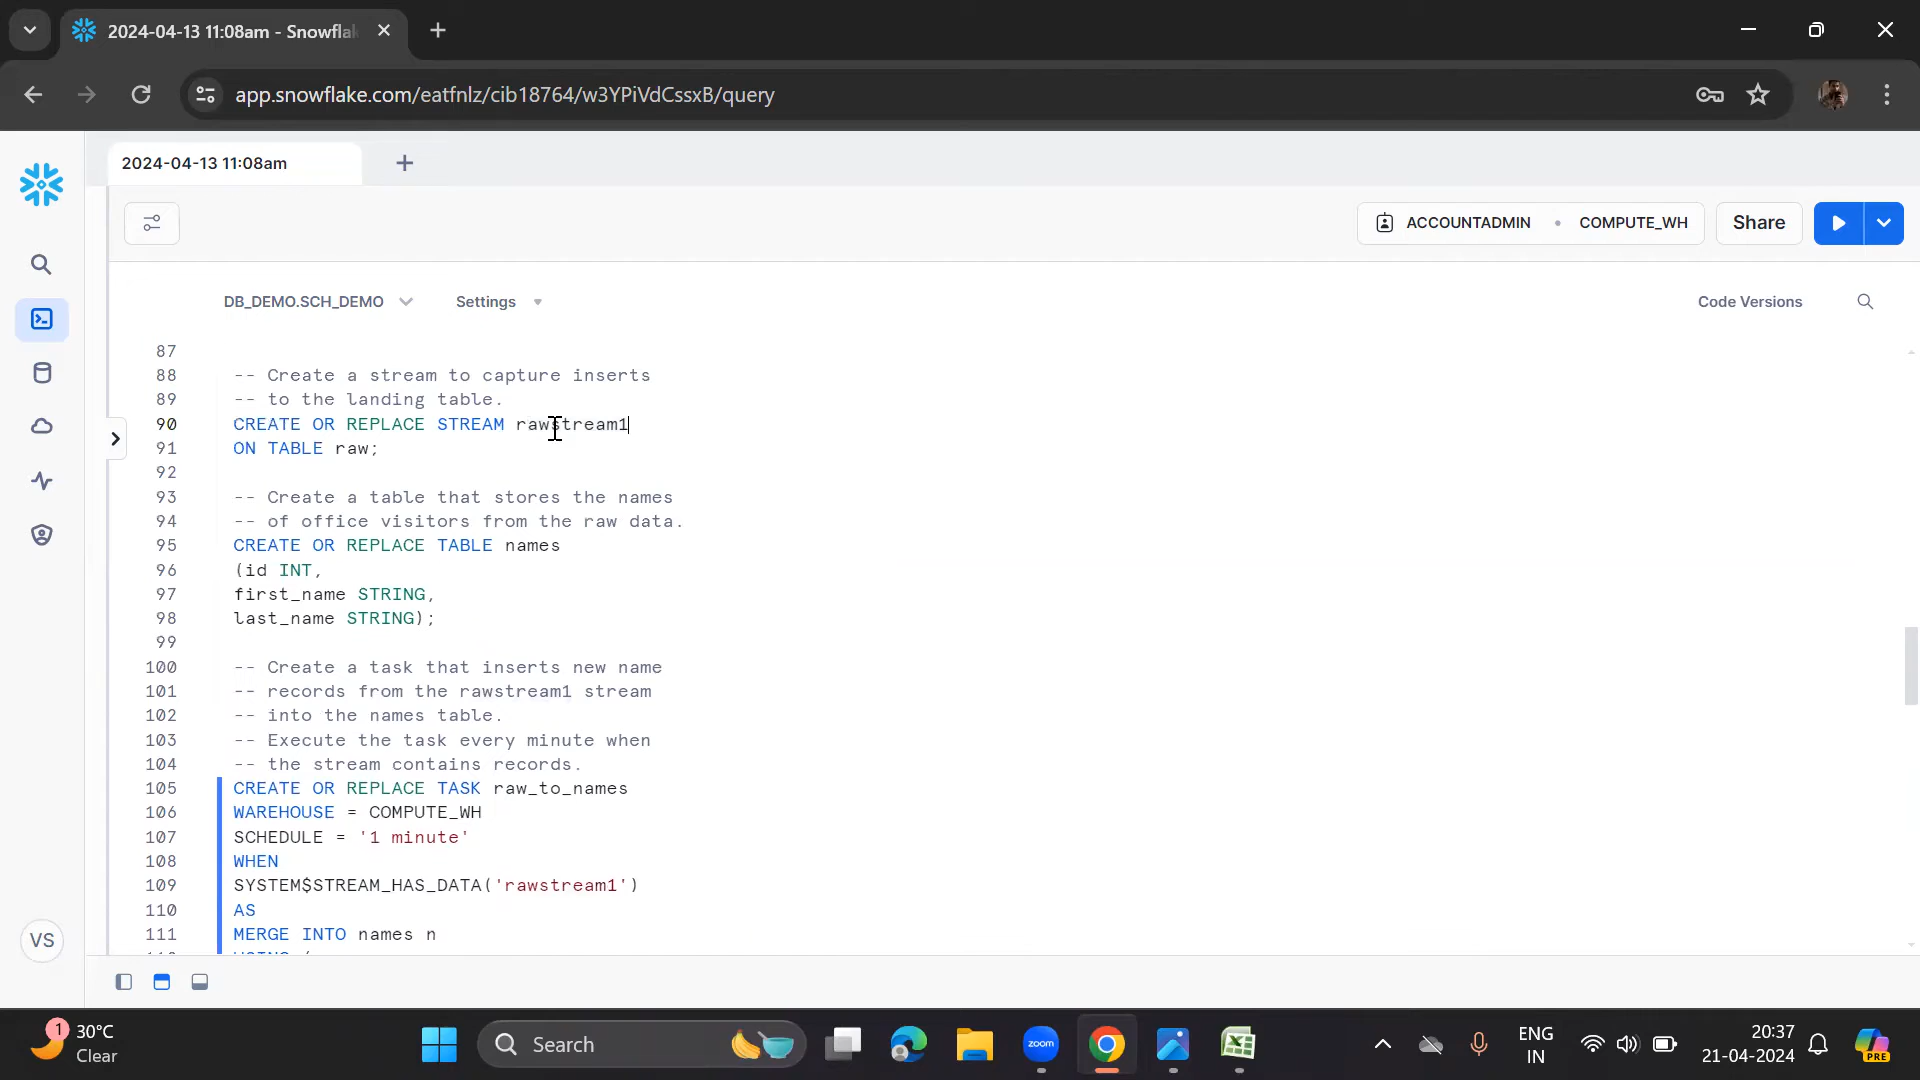 2024-04-13 11:08am - Snowfla
app.snowflake.com/eatfnlz/cib18764/w3YPiVdCssxB/query
2024-04-13 11:08am
ACCOUNTADMIN • COMPUTE_WH
Share
DB_DEMO.SCH_DEMO
Settings
Code Versions
87
88 -- Create a stream to capture inserts
89 -- to the landing table.
90 CREATE OR REPLACE STREAM rawstream1
91 ON TABLE raw;
92
93 -- Create a table that stores the names
94 -- of office visitors from the raw data.
95 CREATE OR REPLACE TABLE names
96 (id INT,
97 first_name STRING,
98 last_name STRING);
99
100 -- Create a task that inserts new name
101 -- records from the rawstream1 stream
102 -- into the names table.
103 -- Execute the task every minute when
104 -- the stream contains records.
105 CREATE OR REPLACE TASK raw_to_names
106 WAREHOUSE = COMPUTE_WH
107 SCHEDULE = '1 minute'
108 WHEN
109 SYSTEM$STREAM_HAS_DATA('rawstream1')
110 AS
111 MERGE INTO names n
VS
1
30°C
Clear
Search
zoom
ENG
IN
20:37
21-04-2024
PRE